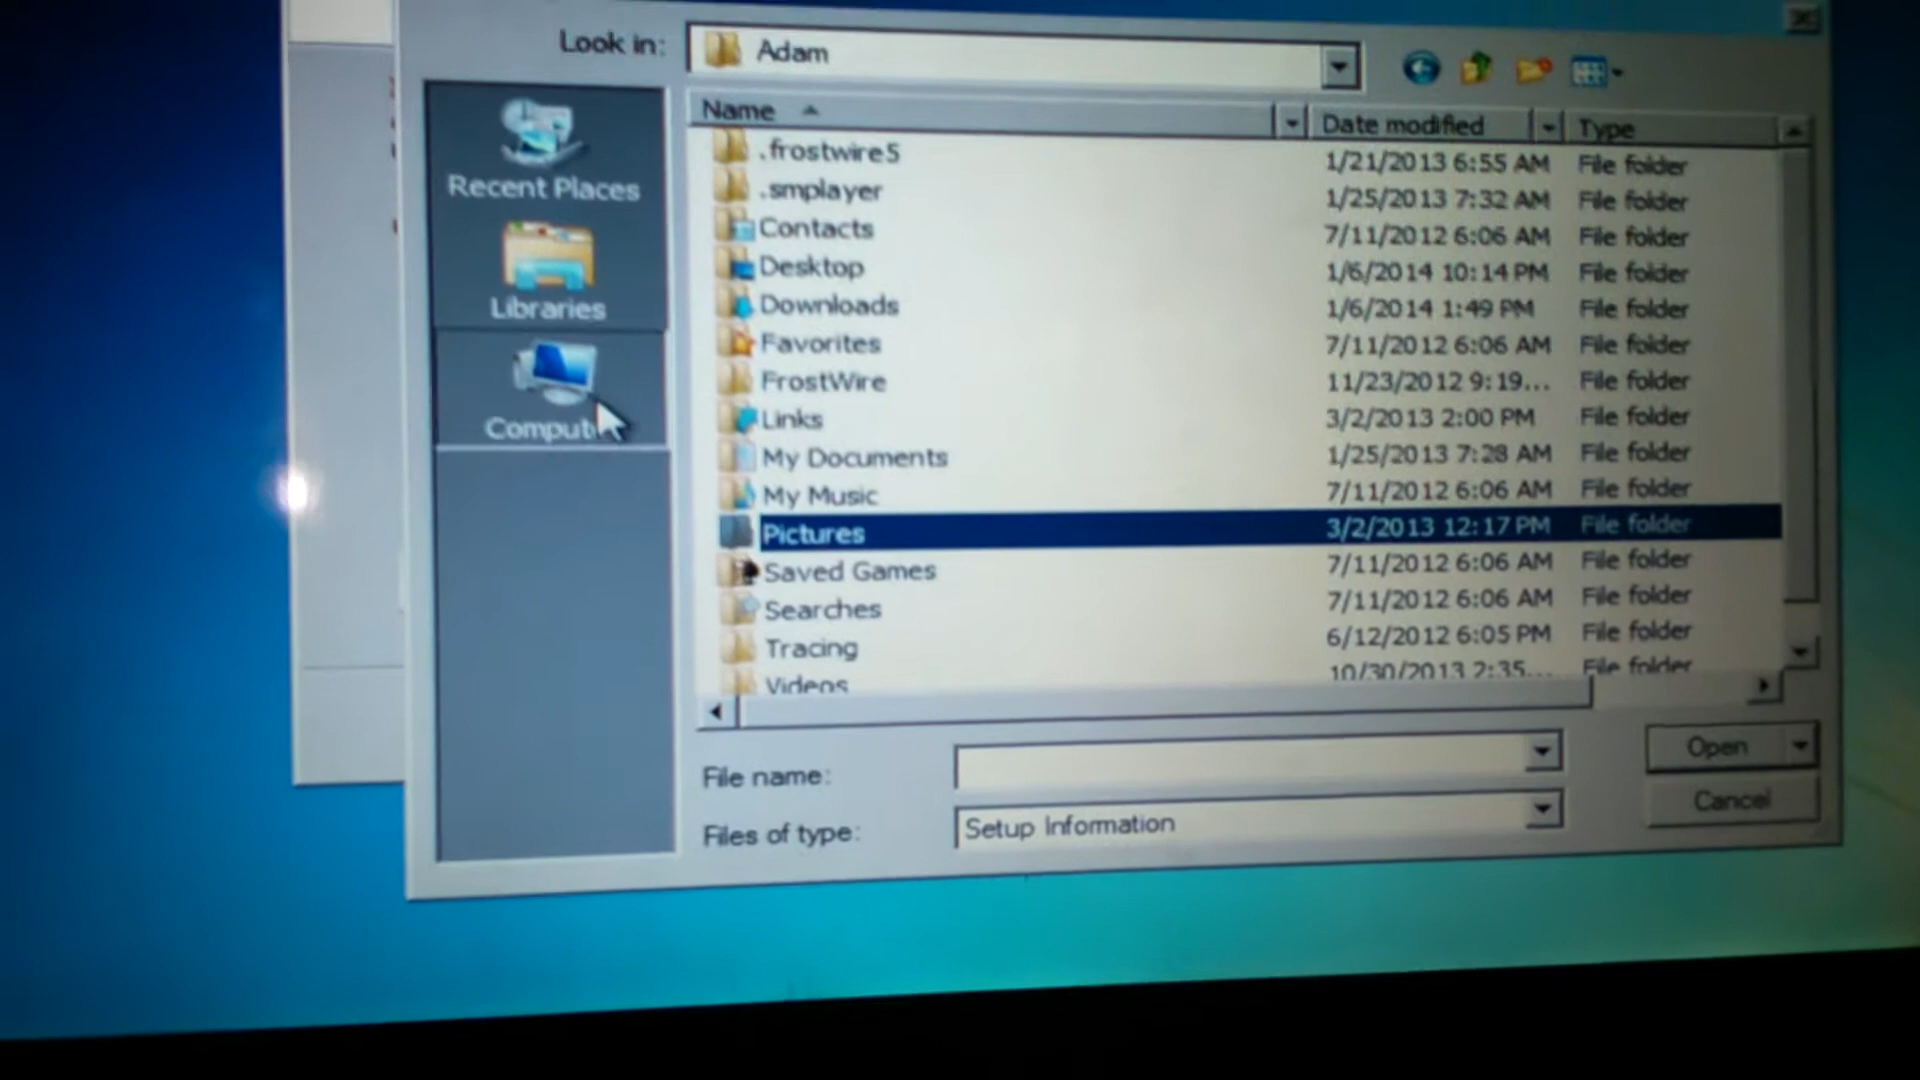 Look in: Adam
Name Date modified Type
Recent Places
Libraries
Comput
.frostwire5 1/21/2013 6:55 AM File folder
.smplayer 1/25/2013 7:32 AM File folder
Contacts 7/11/2012 6:06 AM File folder
Desktop 1/6/2014 10:14 PM File folder
Downloads 1/6/2014 1:49 PM File folder
Favorites 7/11/2012 6:06 AM File folder
FrostWire 11/23/2012 9:19... File folder
Links 3/2/2013 2:00 PM File folder
My Documents 1/25/2013 7:28 AM File folder
My Music 7/11/2012 6:06 AM File folder
Pictures 3/2/2013 12:17 PM File folder
Saved Games 7/11/2012 6:06 AM File folder
Searches 7/11/2012 6:06 AM File folder
Tracing 6/12/2012 6:05 PM File folder
Videos 10/30/2013 2:35... File folder
File name: Open
Files of type: Setup Information Cancel